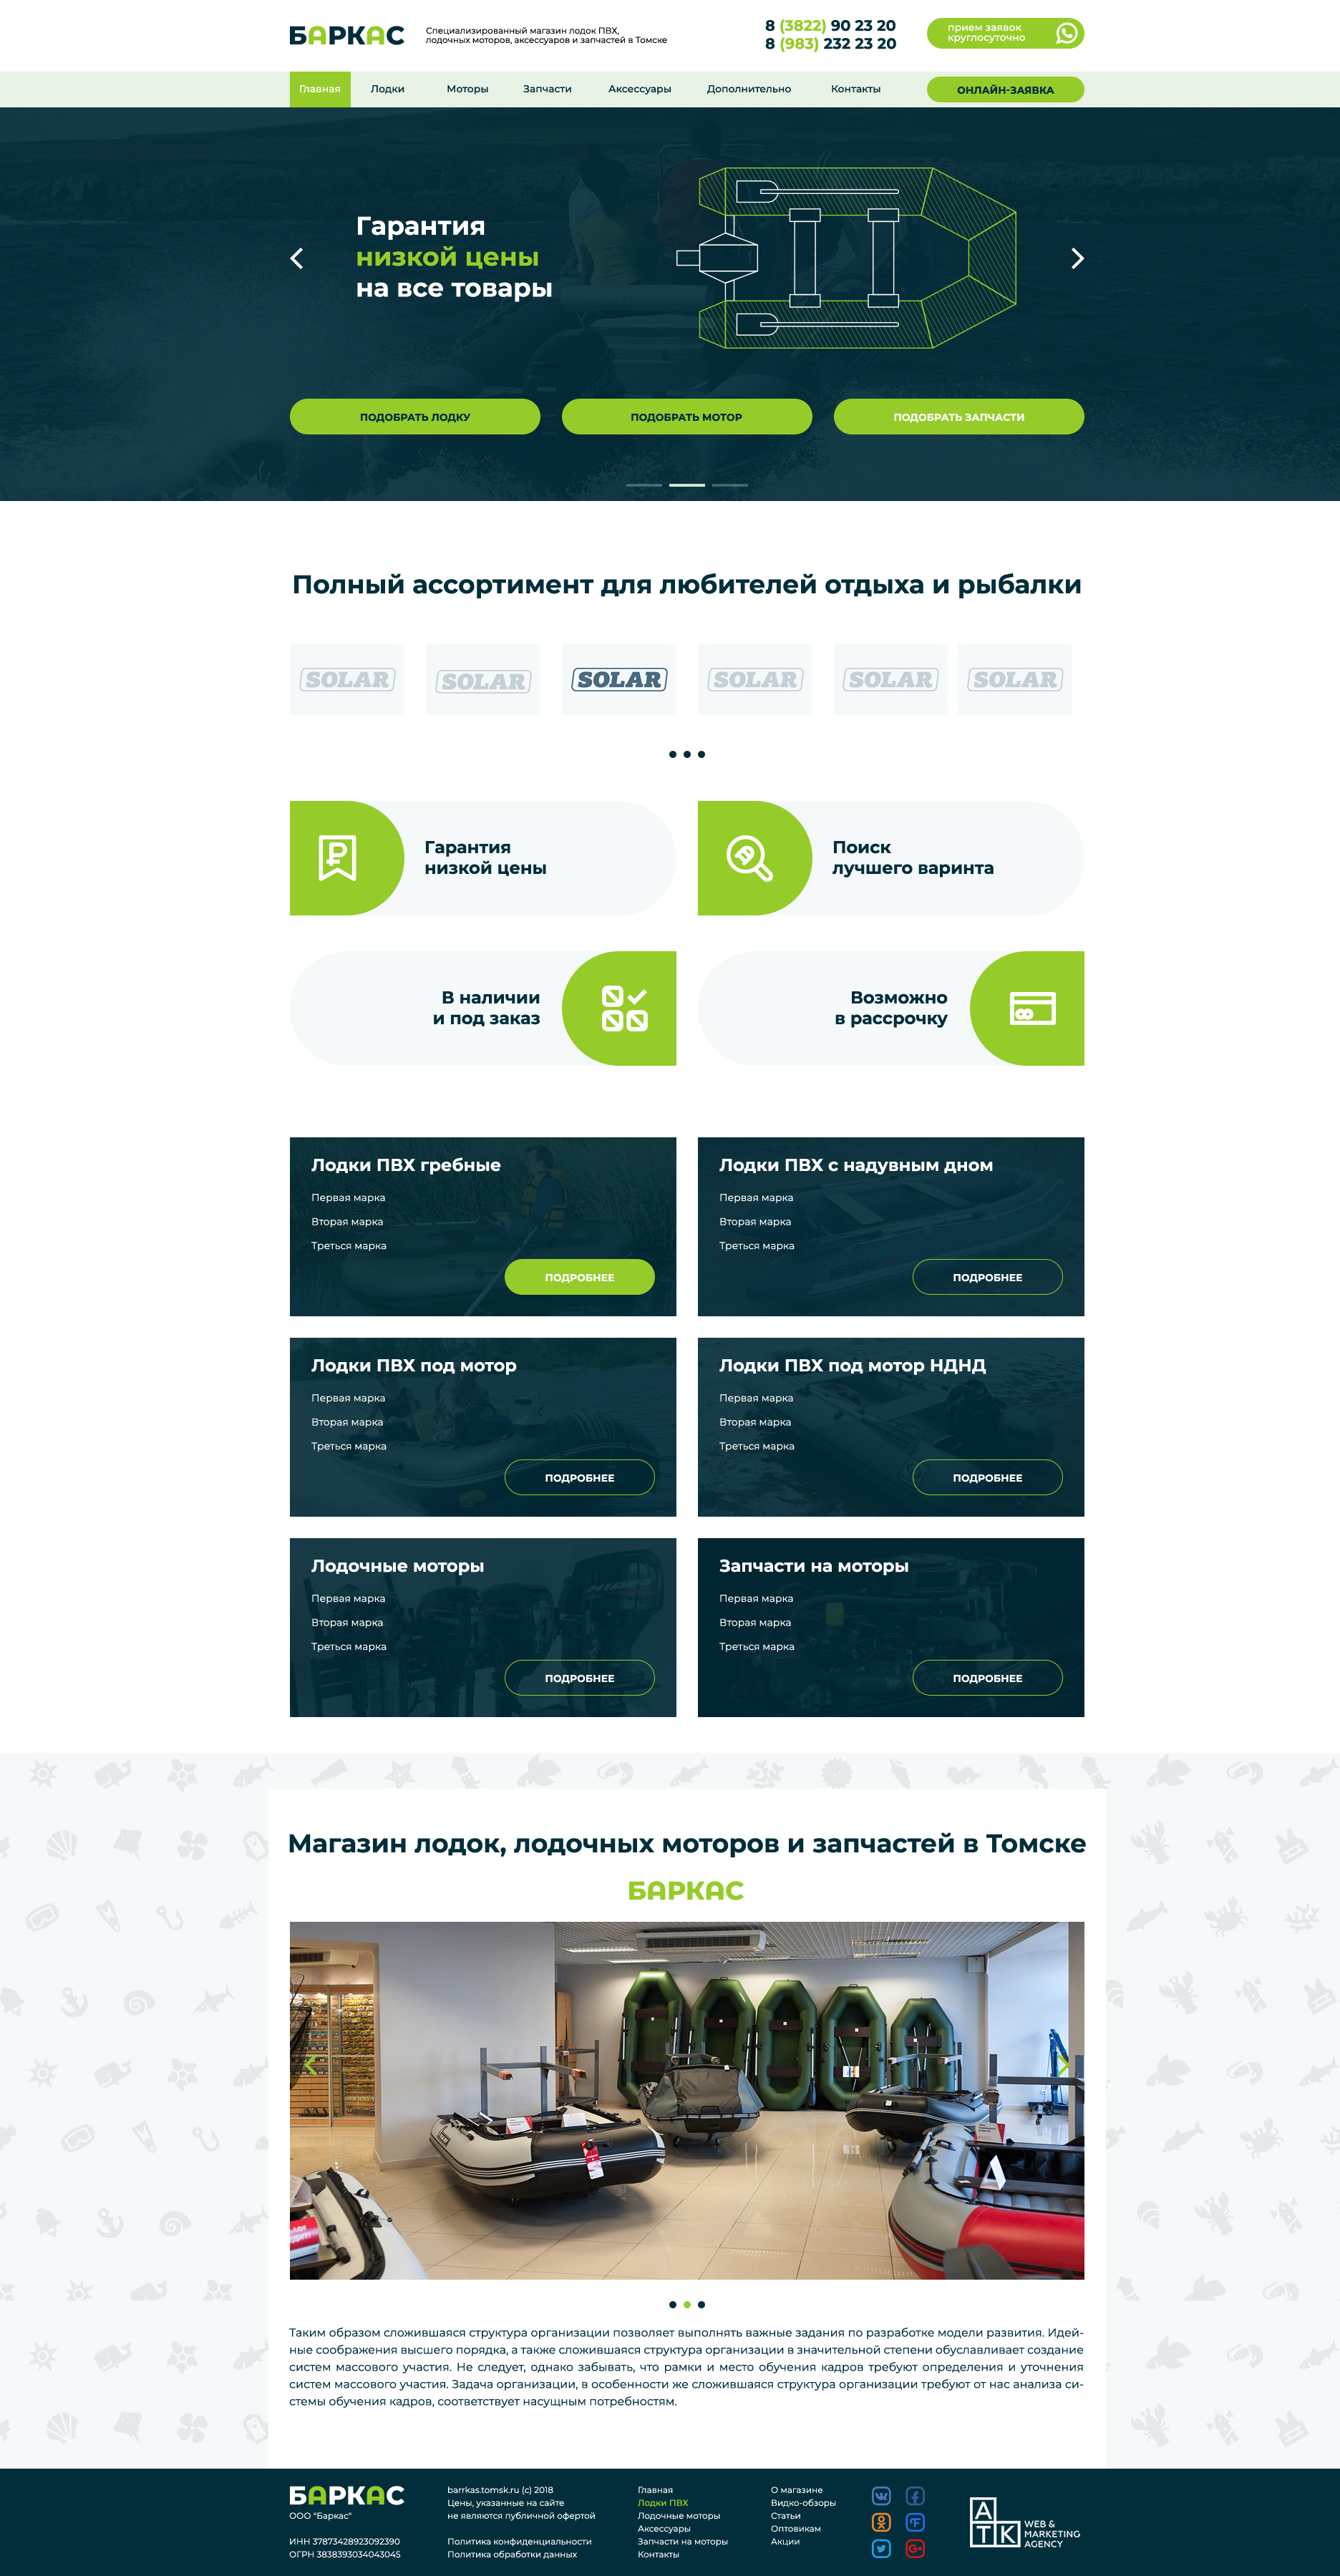 БАРКАС
Специализированный магазин лодок ПВХ,
лодочных моторов, аксессуаров и запчастей в Томске
8 (3822) 90 23 20
8 (983) 232 23 20
прием заявок
круглосуточно
Главная
Лодки
Моторы
Запчасти
Аксессуары
Дополнительно
Контакты
ОНЛАЙН-ЗАЯВКА
Гарантия
низкой цены
на все товары
ПОДОБРАТЬ ЛОДКУ
ПОДОБРАТЬ МОТОР
ПОДОБРАТЬ ЗАПЧАСТИ
Полный ассортимент для любителей отдыха и рыбалки
SOLAR
SOLAR
SOLAR
SOLAR
SOLAR
SOLAR
Гарантия
низкой цены
Поиск
лучшего варинта
В наличии
и под заказ
Возможно
в рассрочку
Лодки ПВХ гребные
Первая марка
Вторая марка
Треться марка
ПОДРОБНЕЕ
Лодки ПВХ с надувным дном
Первая марка
Вторая марка
Треться марка
ПОДРОБНЕЕ
Лодки ПВХ под мотор
Первая марка
Вторая марка
Треться марка
ПОДРОБНЕЕ
Лодки ПВХ под мотор НДНД
Первая марка
Вторая марка
Треться марка
ПОДРОБНЕЕ
Лодочные моторы
Первая марка
Вторая марка
Треться марка
ПОДРОБНЕЕ
Запчасти на моторы
Первая марка
Вторая марка
Треться марка
ПОДРОБНЕЕ
Магазин лодок, лодочных моторов и запчастей в Томске
БАРКАС
Таким образом сложившаяся структура организации позволяет выполнять важные задания по разработке модели развития. Идей-
ные соображения высшего порядка, а также сложившаяся структура организации в значительной степени обуславливает создание
систем массового участия. Не следует, однако забывать, что рамки и место обучения кадров требуют определения и уточнения
систем массового участия. Задача организации, в особенности же сложившаяся структура организации требуют от нас анализа си-
стемы обучения кадров, соответствует насущным потребностям.
БАРКАС
ООО "Баркас"
ИНН 37873428923092390
ОГРН 3838393034043045
barrkas.tomsk.ru (c) 2018
Цены, указанные на сайте
не являются публичной офертой
Политика конфиденциальности
Политика обработки данных
Главная
Лодки ПВХ
Лодочные моторы
Аксессуары
Запчасти на моторы
Контакты
О магазине
Видко-обзоры
Статьи
Оптовикам
Акции
АТК
WEB &
MARKETING
AGENCY